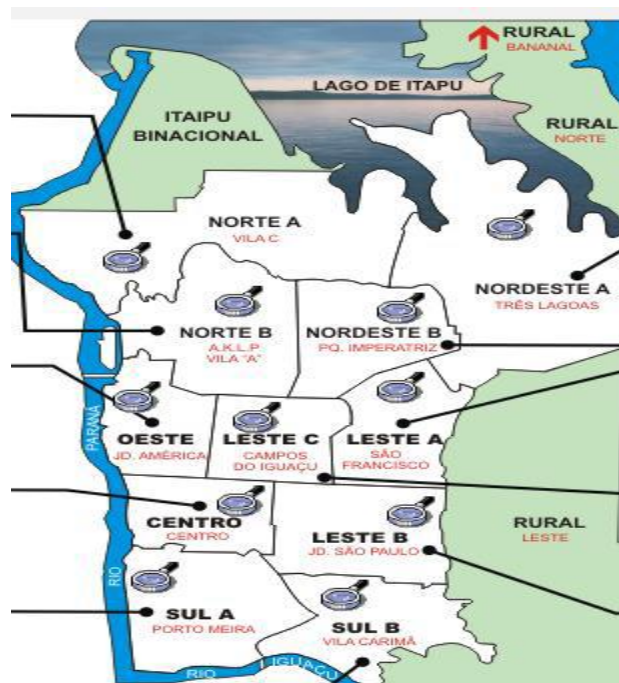 RURAL
BANANAL
LAGO DE ITAPU
ITAIPU
BINACIONAL
RURAL
NORTE
NORTE A
VILA C
NORDESTE A
TRÊS LAGOAS
NORTE B
A.K.L.P
VILA "A"
NORDESTE B
PQ. IMPERATRIZ
OESTE
JD. AMÉRICA
LESTE C
CAMPOS
DO IGUAÇU
LESTE A
SÃO
FRANCISCO
PARANÁ
CENTRO
CENTRO
LESTE B
JD. SÃO PAULO
RURAL
LESTE
RIO
SUL A
PORTO MEIRA
SUL B
VILA CARIMÃ
RIO
IGUAÇU